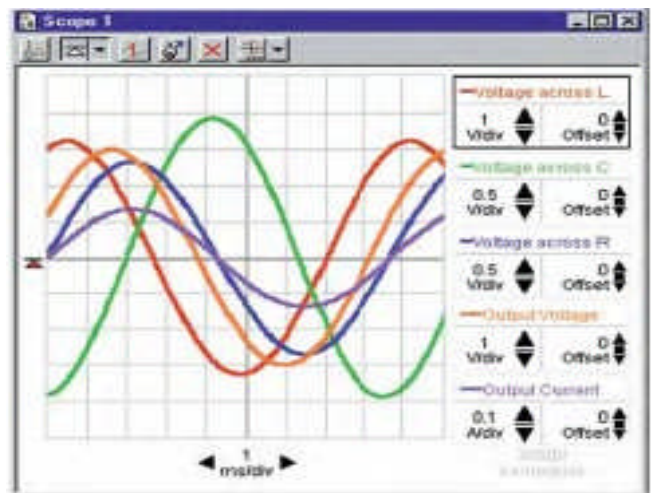 Scope 1
25
Voltage across L
1 0
V/div Offset
Voltage across C
0.5 0
V/div Offset
Voltage across R
0.5 0
V/div Offset
Output Voltage
1 0
V/div Offset
Output Current
0.1 0
A/div Offset
1
ms/div